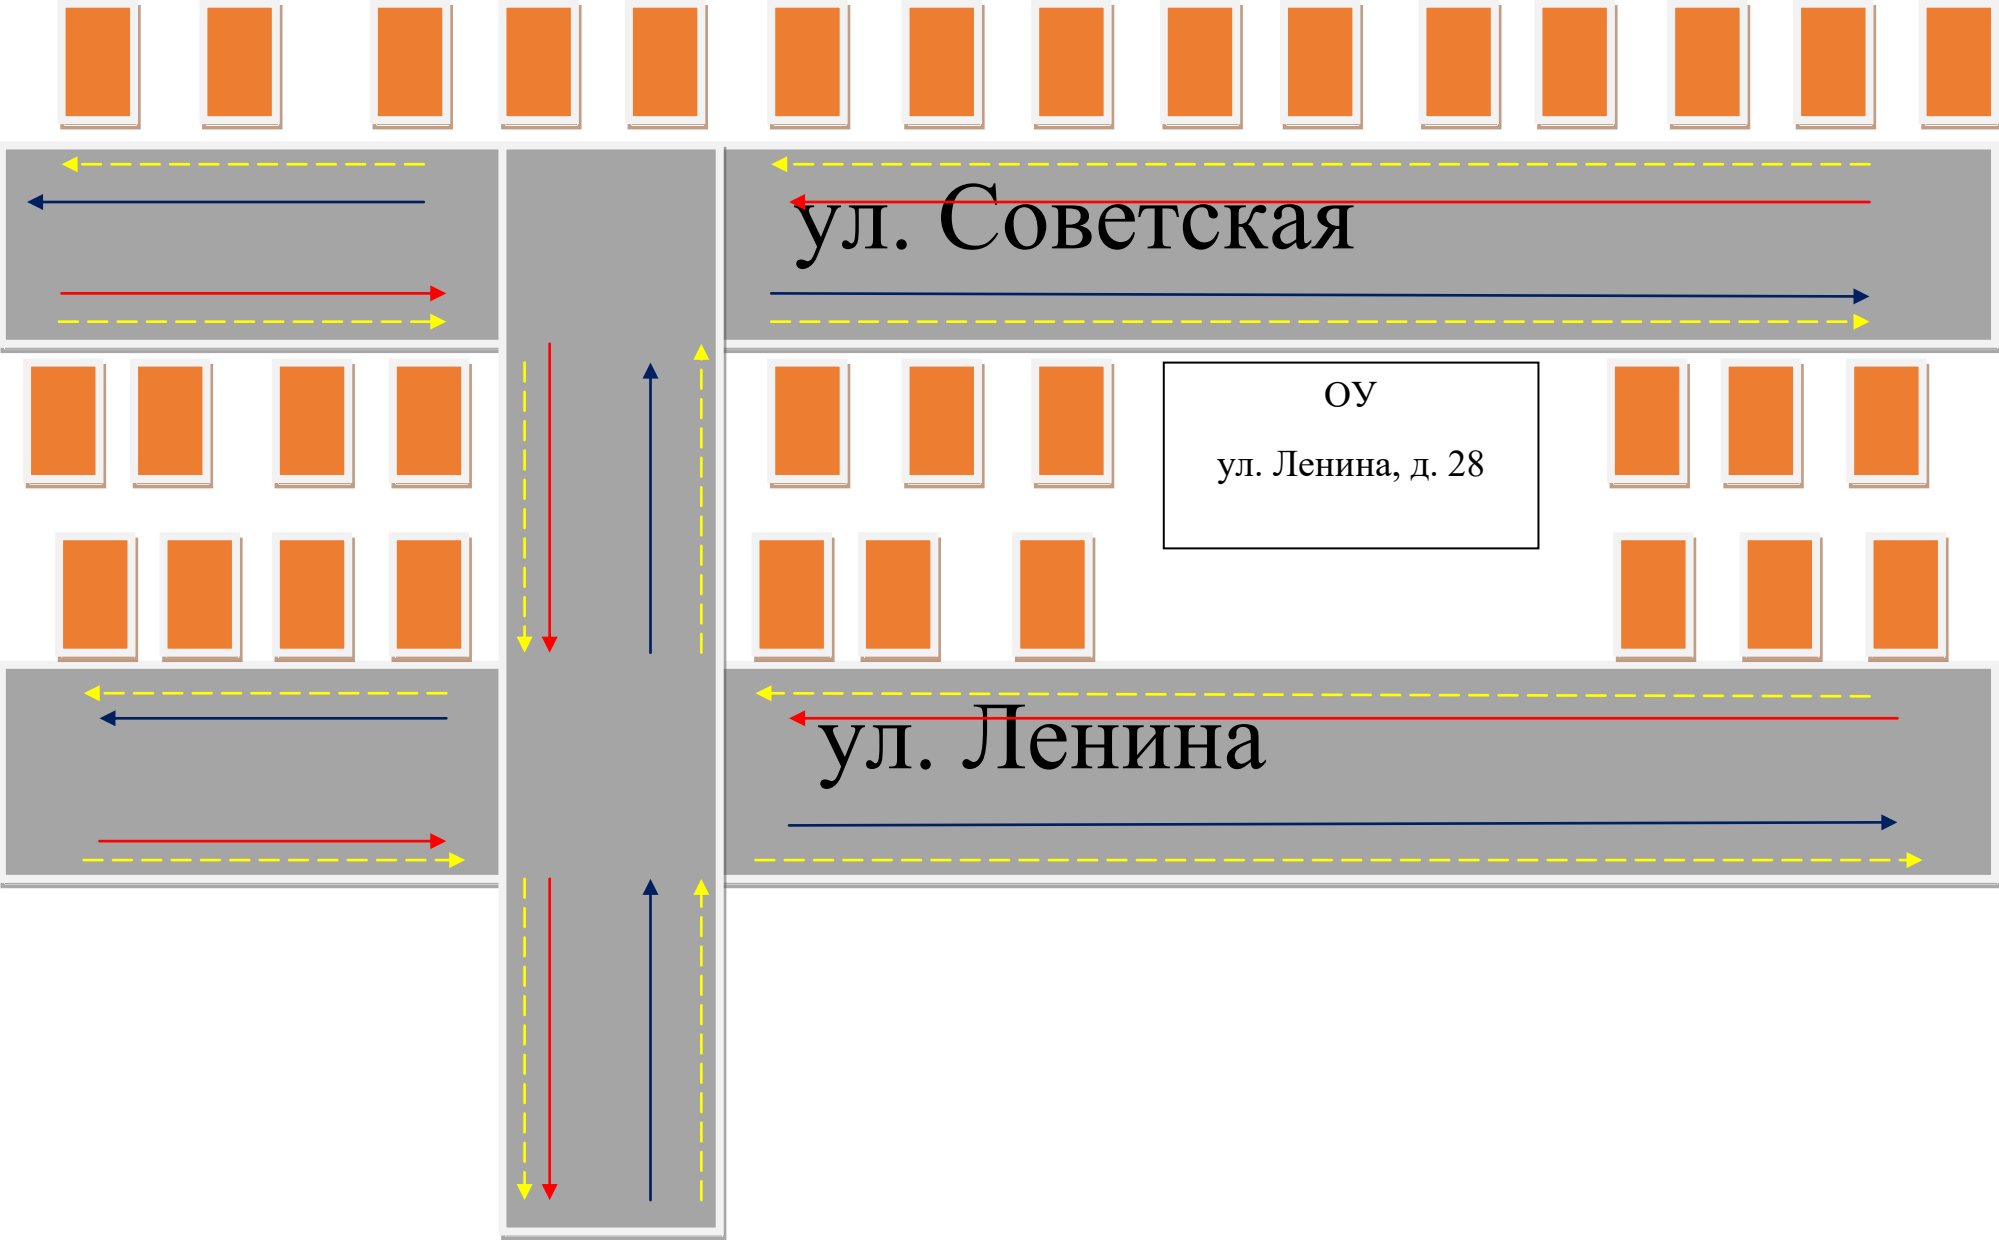 ул. Советская
ОУ
ул. Ленина, д. 28
ул. Ленина